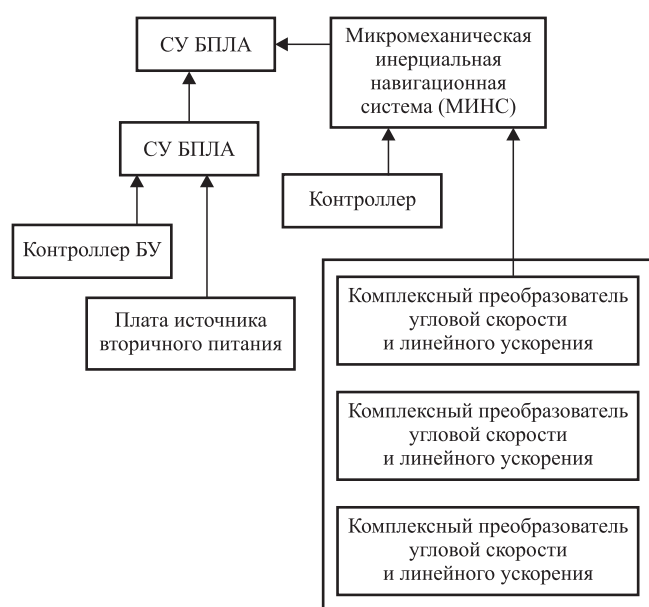 СУ БПЛА
Микромеханическая
инерциальная
навигационная
система (МИНС)
СУ БПЛА
Контроллер
Контроллер БУ
Плата источника
вторичного питания
Комплексный преобразователь
угловой скорости
и линейного ускорения
Комплексный преобразователь
угловой скорости
и линейного ускорения
Комплексный преобразователь
угловой скорости
и линейного ускорения